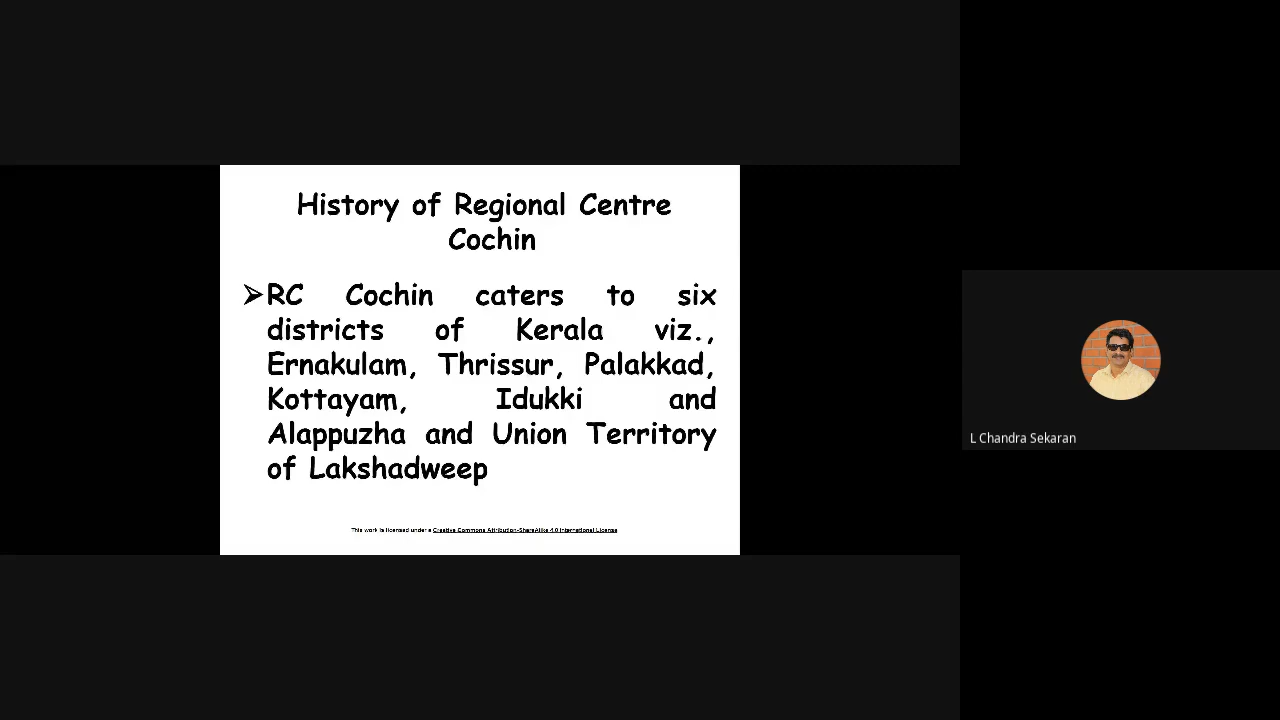 History of Regional Centre
Cochin
➢RC Cochin caters to six
districts of Kerala viz.,
Ernakulam, Thrissur, Palakkad,
Kottayam, Idukki and
Alappuzha and Union Territory
of Lakshadweep
This work is licensed under a Creative Commons Attribution-ShareAlike 4.0 International License
L Chandra Sekaran